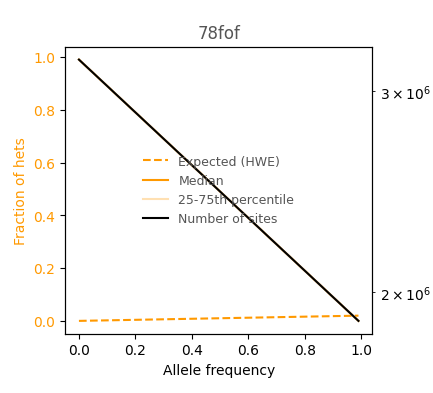 78fof
1.0
0.8
0.6
0.4
0.2
0.0
Fraction of hets
3 × 10⁶
2 × 10⁶
Expected (HWE)
Median
25-75th percentile
Number of sites
0.0 0.2 0.4 0.6 0.8 1.0
Allele frequency